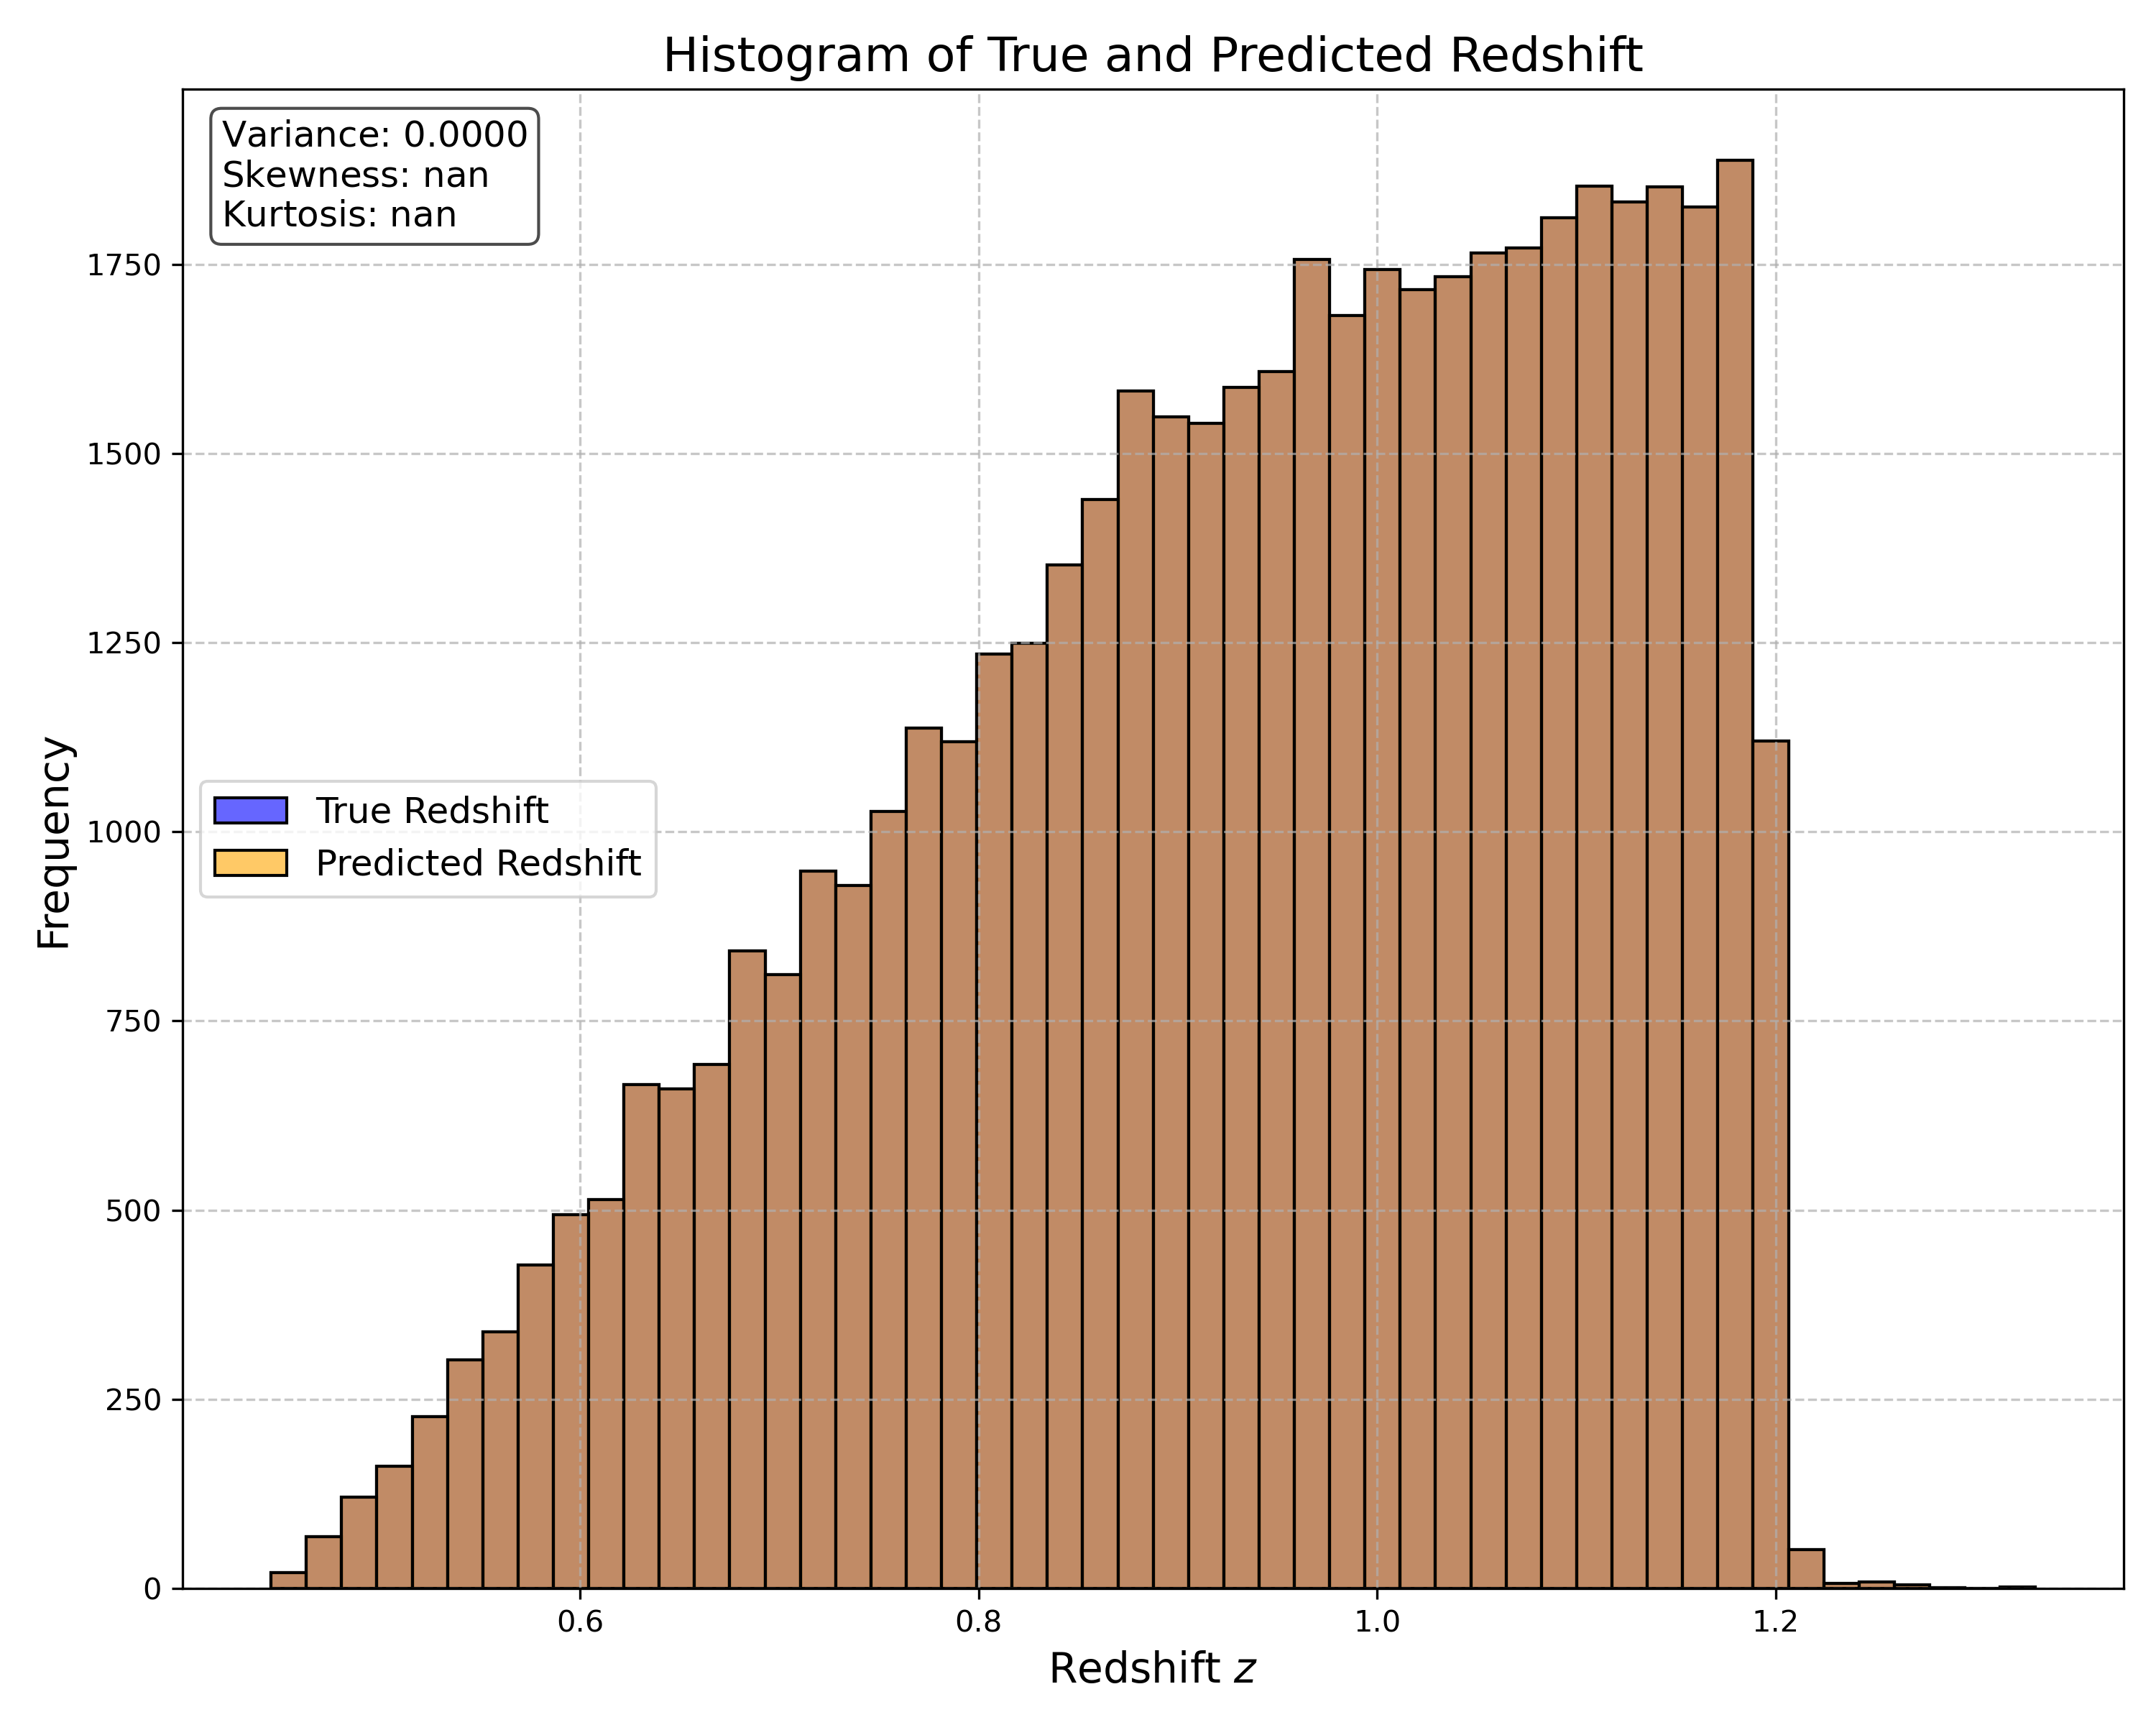 Histogram of True and Predicted Redshift
Variance: 0.0000
Skewness: nan
Kurtosis: nan
1750
1500
1250
1000
750
500
250
0
Frequency
True Redshift
Predicted Redshift
0.6
0.8
1.0
1.2
Redshift z